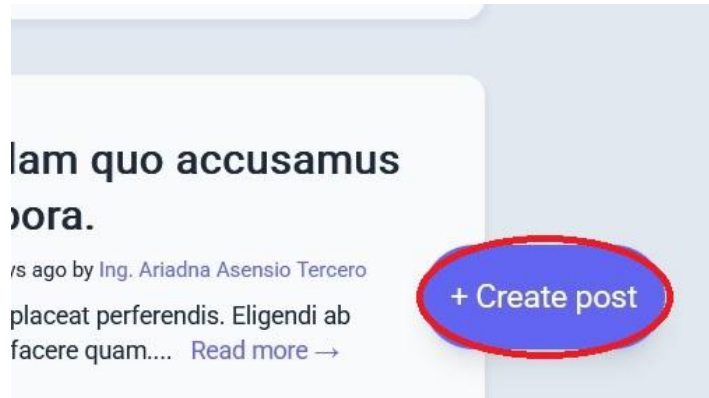 lam quo accusamus
oora.
ys ago by Ing. Ariadna Asensio Tercero
placeat perferendis. Eligendi ab
facere quam.... Read more →
+ Create post